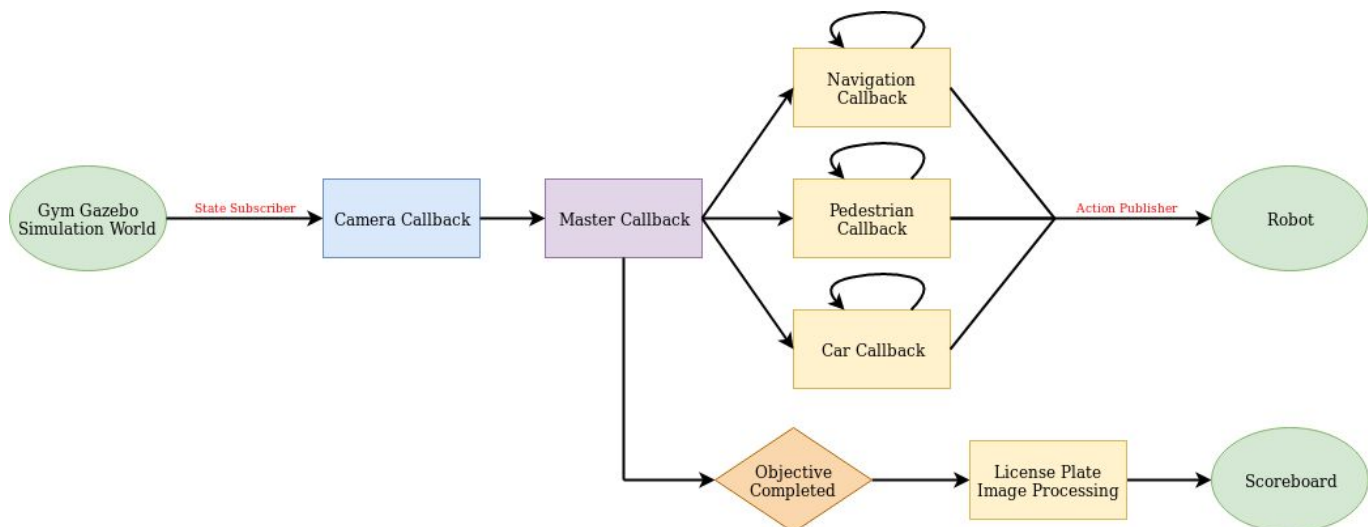 Navigation
Callback
Gym Gazebo
Simulation World
State Subscriber
Camera Callback
Master Callback
Pedestrian
Callback
Action Publisher
Robot
Car Callback
Objective
Completed
License Plate
Image Processing
Scoreboard